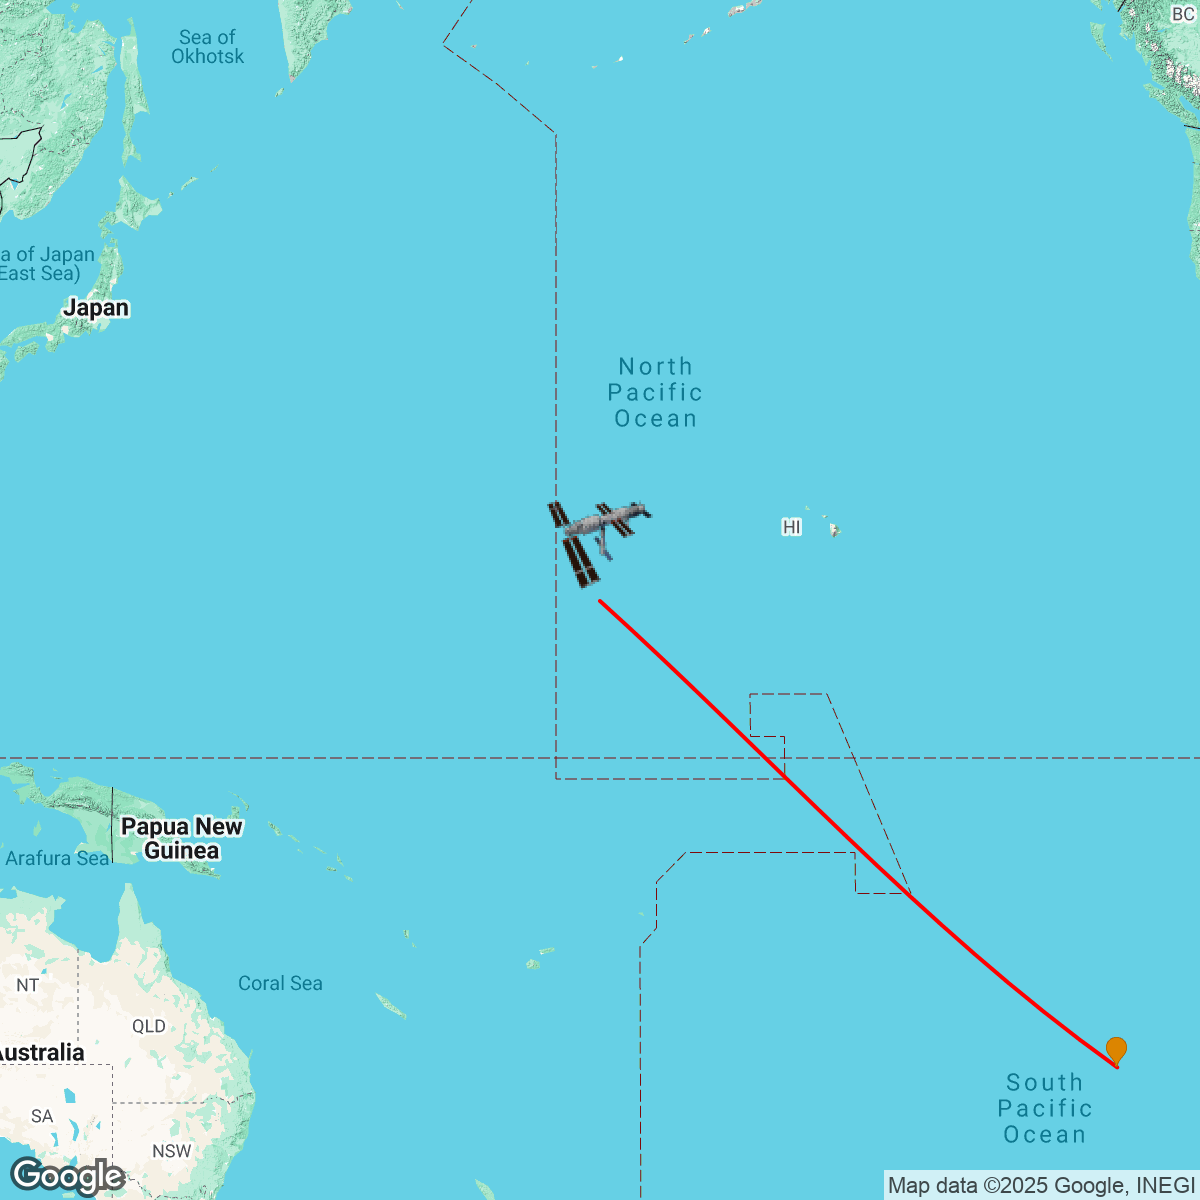 BC
Sea of
Okhotsk
a of Japan
East Sea)
Japan
North
Pacific
Ocean
HI
Papua New
Guinea
Arafura Sea
NT
Coral Sea
QLD
Australia
South
Pacific
Ocean
SA
NSW
Google
Map data ©2025 Google, INEGI